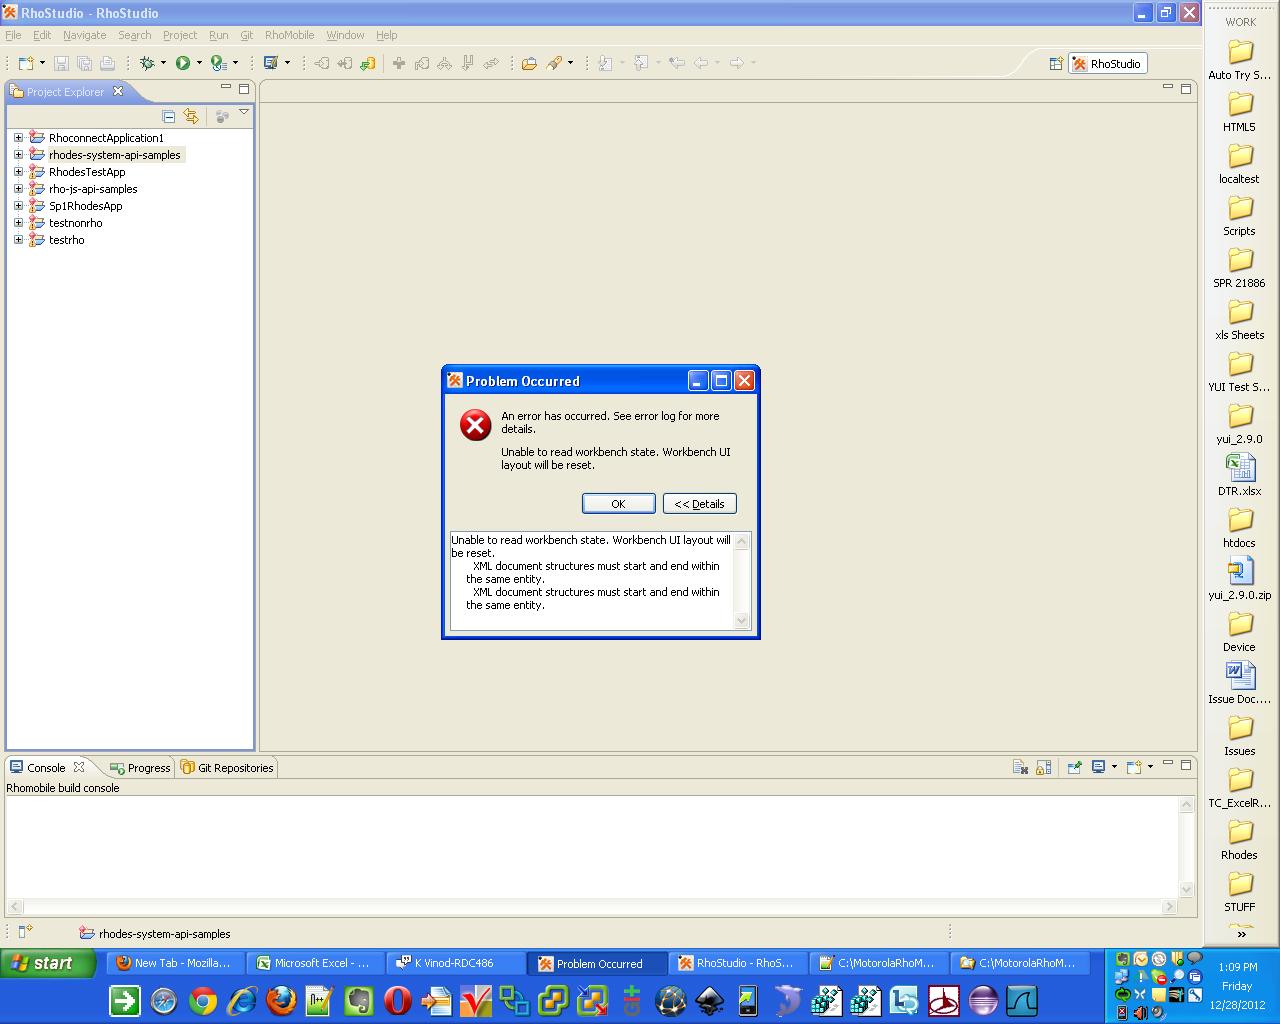 RhoStudio - RhoStudio
File Edit Navigate Search Project Run Git RhoMobile Window Help
RhoStudio
Project Explorer
RhoconnectApplication1
rhodes-system-api-samples
RhodesTestApp
rho-js-api-samples
Sp1RhodesApp
testnonrho
testrho
Problem Occurred
An error has occurred. See error log for more
details.
Unable to read workbench state. Workbench UI
layout will be reset.
OK
<< Details
Unable to read workbench state. Workbench UI layout will
be reset.
XML document structures must start and end within
the same entity.
XML document structures must start and end within
the same entity.
Console Progress Git Repositories
Rhomobile build console
rhodes-system-api-samples
WORK
Auto Try S...
HTML5
localtest
Scripts
SPR 21886
xls Sheets
YUI Test S...
yui_2.9.0
DTR.xlsx
htdocs
yui_2.9.0.zip
Device
Issue Doc....
Issues
TC_ExcelR...
Rhodes
STUFF
»
start
New Tab - Mozilla...
Microsoft Excel - ...
K Vinod-RDC486
Problem Occurred
RhoStudio - RhoS...
C:\MotorolaRhoM...
C:\MotorolaRhoM...
1:09 PM
Friday
12/28/2012